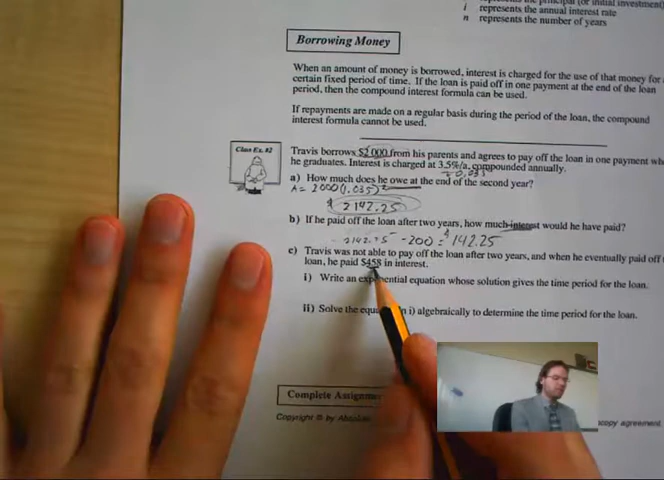 principal (or initial investment)
i represents the annual interest rate
n represents the number of years
Borrowing Money
When an amount of money is borrowed, interest is charged for the use of that money for a
certain fixed period of time. If the loan is paid off in one payment at the end of the loan
period, then the compound interest formula can be used.
If repayments are made on a regular basis during the period of the loan, the compound
interest formula cannot be used.
Class Ex. #2
Travis borrows $2 000 from his parents and agrees to pay off the loan in one payment wh
he graduates. Interest is charged at 3.5%/a, compounded annually.
= 0.035
a) How much does he owe at the end of the second year?
A = 2000(1.035)²
$ 2142.25
b) If he paid off the loan after two years, how much interest would he have paid?
2142.25 - 200 = $142.25
c) Travis was not able to pay off the loan after two years, and when he eventually paid off
loan, he paid $458 in interest.
i) Write an exponential equation whose solution gives the time period for the loan.
ii) Solve the equa n i) algebraically to determine the time period for the loan.
Complete Assignme
Copyright © by Absolu
ocopy agreement